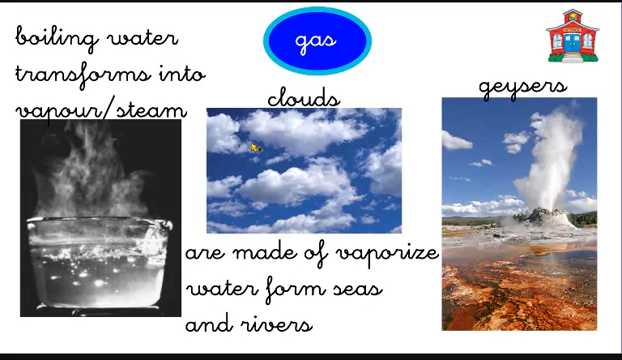 gas
boiling water
transforms into
vapour/steam
clouds
are made of vaporize
water form seas
and rivers
geysers